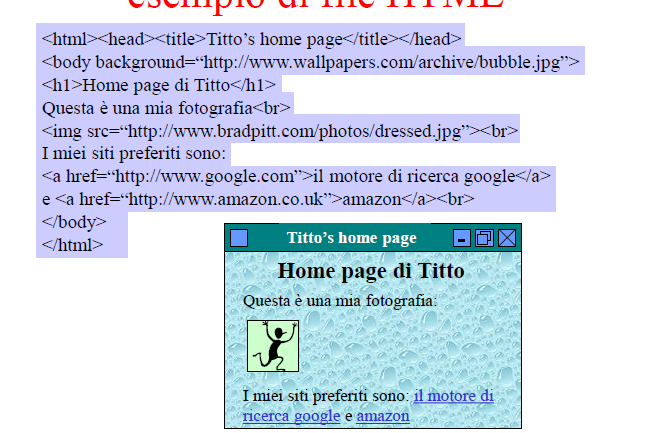 esempio di file HTML
<html><head><title>Titto’s home page</title></head>
<body background=“http://www.wallpapers.com/archive/bubble.jpg”>
<h1>Home page di Titto</h1>
Questa è una mia fotografia<br>
<img src=“http://www.bradpitt.com/photos/dressed.jpg”><br>
I miei siti preferiti sono:
<a href=“http://www.google.com”>il motore di ricerca google</a>
e <a href=“http://www.amazon.co.uk”>amazon</a><br>
</body>
</html>
Titto’s home page
Home page di Titto
Questa è una mia fotografia:
I miei siti preferiti sono: il motore di
ricerca google e amazon